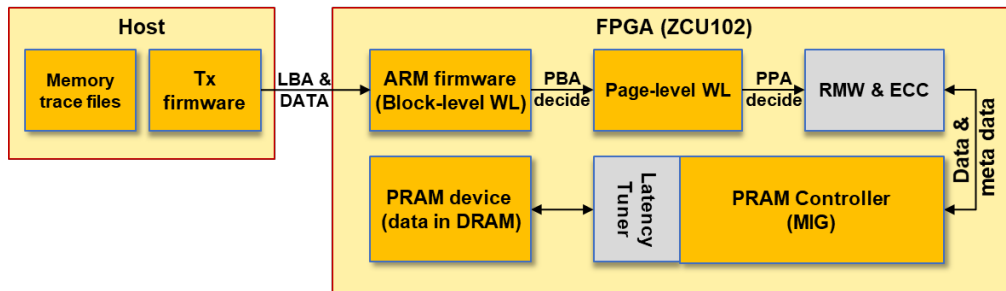 Host
Memory
trace files
Tx
firmware
LBA &
DATA
FPGA (ZCU102)
ARM firmware
(Block-level WL)
PBA
decide
Page-level WL
PPA
decide
RMW & ECC
Data &
meta data
PRAM device
(data in DRAM)
Latency
Tuner
PRAM Controller
(MIG)